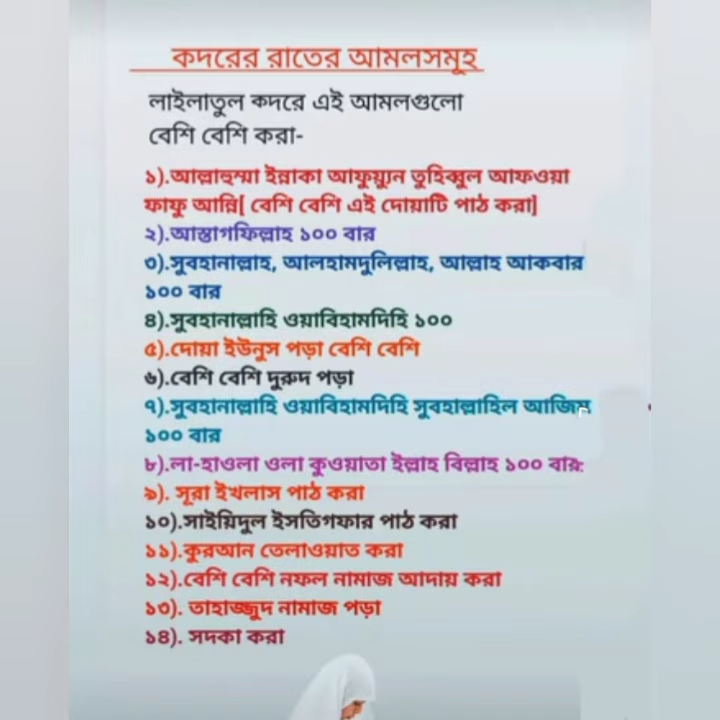 কদরের রাতের আমলসমূহ
লাইলাতুল কদরে এই আমলগুলো
বেশি বেশি করা-
১).আল্লাহুম্মা ইন্নাকা আফুয়্যুন তুহিব্বুল আফওয়া
ফাফু আন্নি[ বেশি বেশি এই দোয়াটি পাঠ করা]
২).আস্তাগফিল্লাহ ১০০ বার
৩).সুবহানাল্লাহ, আলহামদুলিল্লাহ, আল্লাহ আকবার
১০০ বার
৪).সুবহানাল্লাহি ওয়াবিহামদিহি ১০০
৫).দোয়া ইউনুস পড়া বেশি বেশি
৬).বেশি বেশি দুরুদ পড়া
৭).সুবহানাল্লাহি ওয়াবিহামদিহি সুবহাল্লাহিল আজিম
১০০ বার
৮).লা-হাওলা ওলা কুওয়াতা ইল্লাহ বিল্লাহ ১০০ বার
৯). সূরা ইখলাস পাঠ করা
১০).সাইয়িদুল ইসতিগফার পাঠ করা
১১).কুরআন তেলাওয়াত করা
১২).বেশি বেশি নফল নামাজ আদায় করা
১৩). তাহাজ্জুদ নামাজ পড়া
১৪). সদকা করা